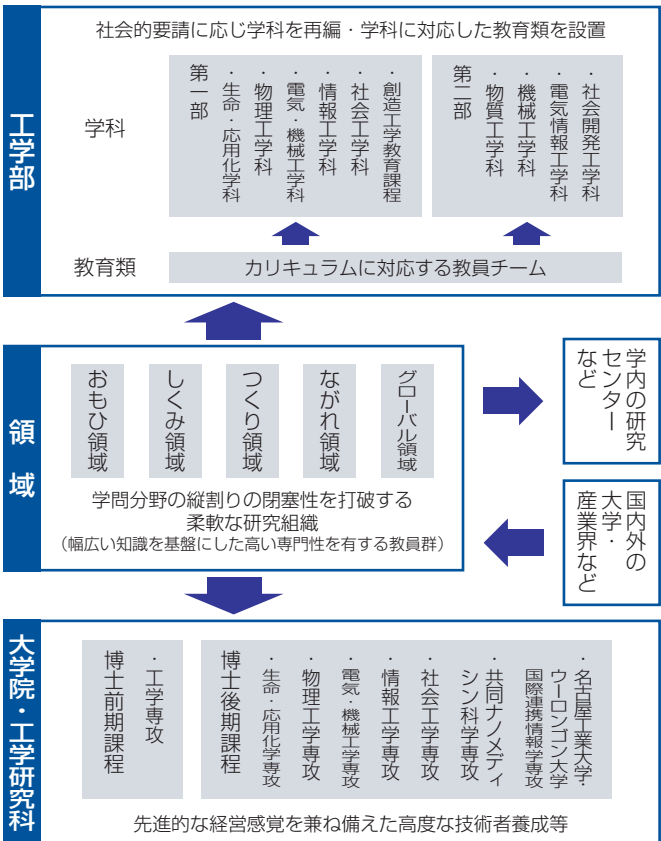 工学部
社会的要請に応じ学科を再編・学科に対応した教育類を設置
学科
第一部
・生命・応用化学科
・物理工学科
・電気・機械工学科
・情報工学科
・社会工学科
・創造工学教育課程
第二部
・物質工学科
・機械工学科
・電気情報工学科
・社会開発工学科
教育類
カリキュラムに対応する教員チーム
領域
おもひ領域
しくみ領域
つくり領域
ながれ領域
グローバル領域
学問分野の縦割りの閉塞性を打破する
柔軟な研究組織
(幅広い知識を基盤にした高い専門性を有する教員群)
学内の研究
センター
など
国内外の
大学・
産業界など
大学院・工学研究科
博士前期課程
・工学専攻
博士後期課程
・生命・応用化学専攻
・物理工学専攻
・電気・機械工学専攻
・情報工学専攻
・社会工学専攻
・共同ナノメディ
シン科学専攻
・名古屋工業大学・
ウーロンゴン大学
国際連携情報学専攻
先進的な経営感覚を兼ね備えた高度な技術者養成等